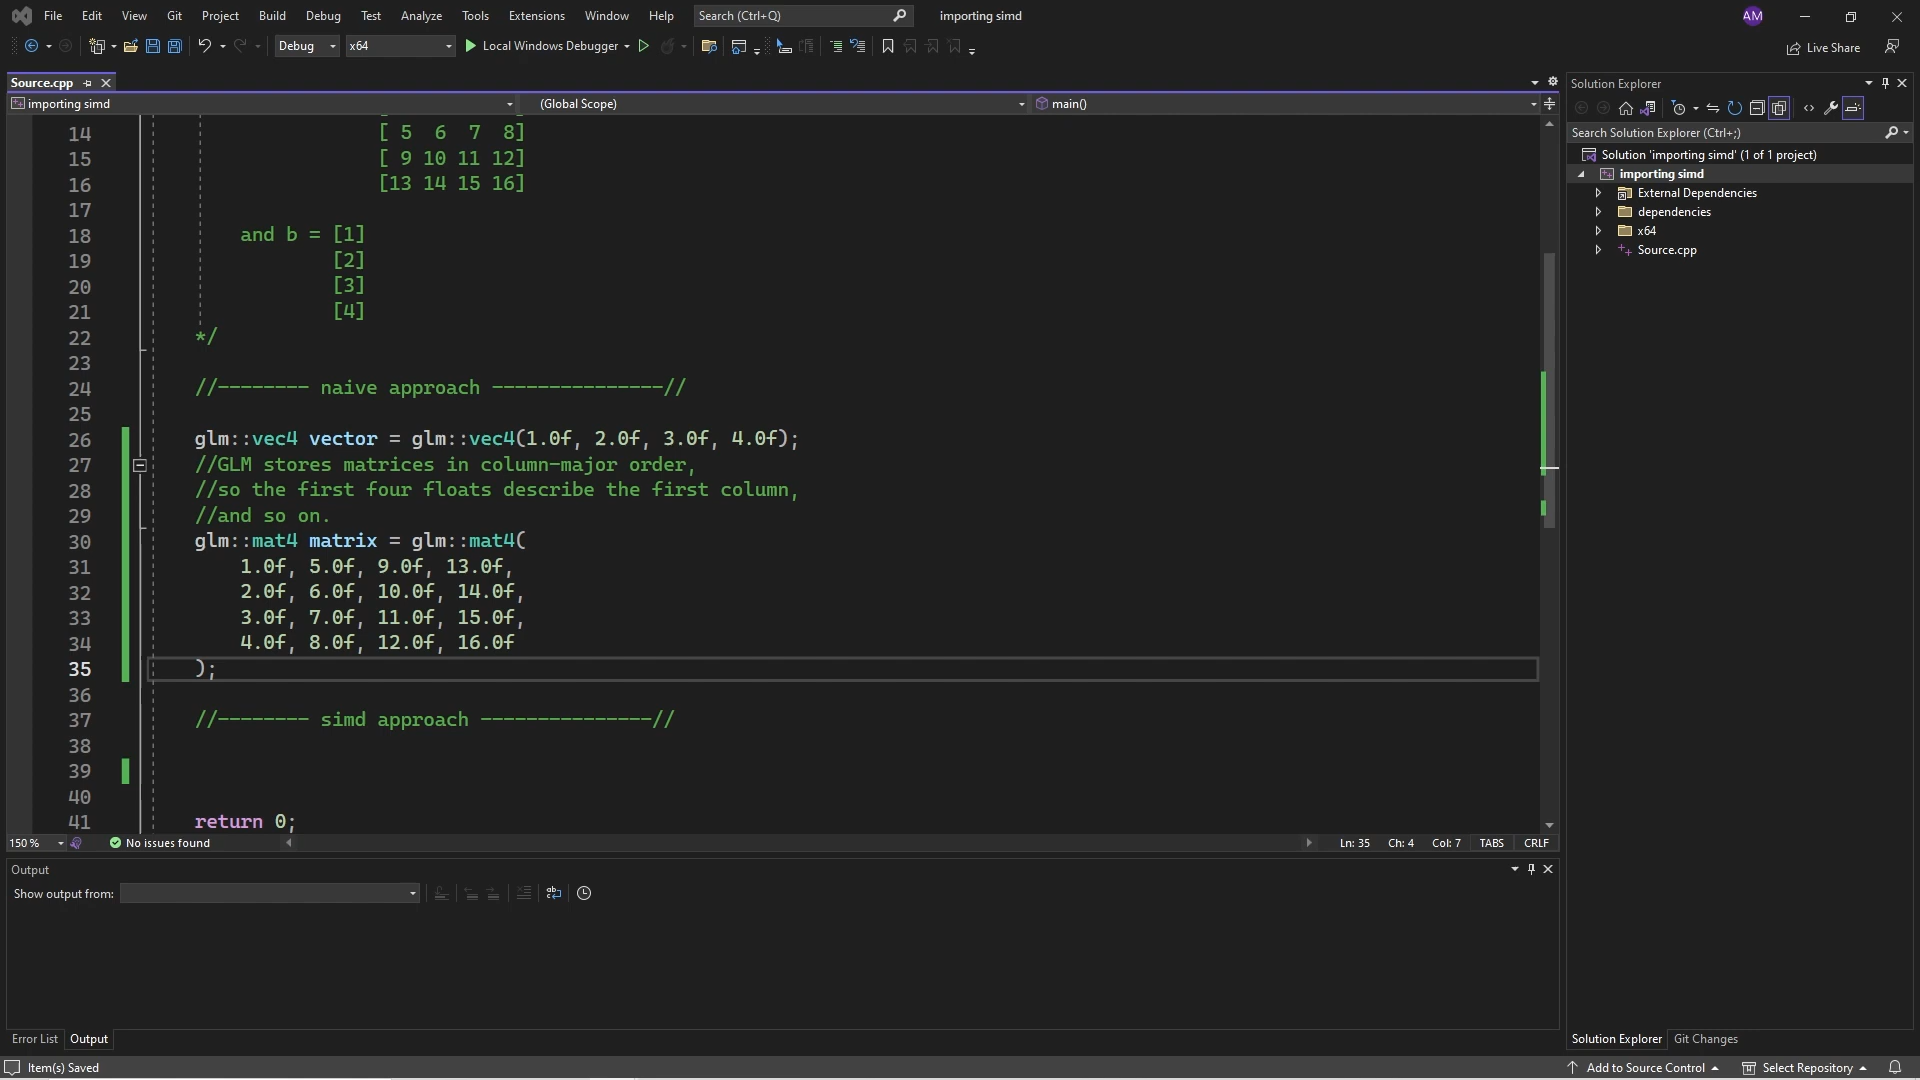 File Edit View Git Project Build Debug Test Analyze Tools Extensions Window Help Search (Ctrl+Q) importing simd AM
Debug x64 Local Windows Debugger Live Share
Source.cpp
importing simd (Global Scope) main()
14 [ 5 6 7 8]
15 [ 9 10 11 12]
16 [13 14 15 16]
17
18 and b = [1]
19 [2]
20 [3]
21 [4]
22 */
23
24 //-------- naive approach ---------------//
25
26 glm::vec4 vector = glm::vec4(1.0f, 2.0f, 3.0f, 4.0f);
27 //GLM stores matrices in column-major order,
28 //so the first four floats describe the first column,
29 //and so on.
30 glm::mat4 matrix = glm::mat4(
31 1.0f, 5.0f, 9.0f, 13.0f,
32 2.0f, 6.0f, 10.0f, 14.0f,
33 3.0f, 7.0f, 11.0f, 15.0f,
34 4.0f, 8.0f, 12.0f, 16.0f
35 );
36
37 //-------- simd approach ---------------//
38
39
40
41 return 0;
150 % No issues found Ln: 35 Ch: 4 Col: 7 TABS CRLF
Output
Show output from:
Error List Output
Solution Explorer
Search Solution Explorer (Ctrl+;)
Solution 'importing simd' (1 of 1 project)
importing simd
External Dependencies
dependencies
x64
Source.cpp
Solution Explorer Git Changes
Item(s) Saved Add to Source Control Select Repository